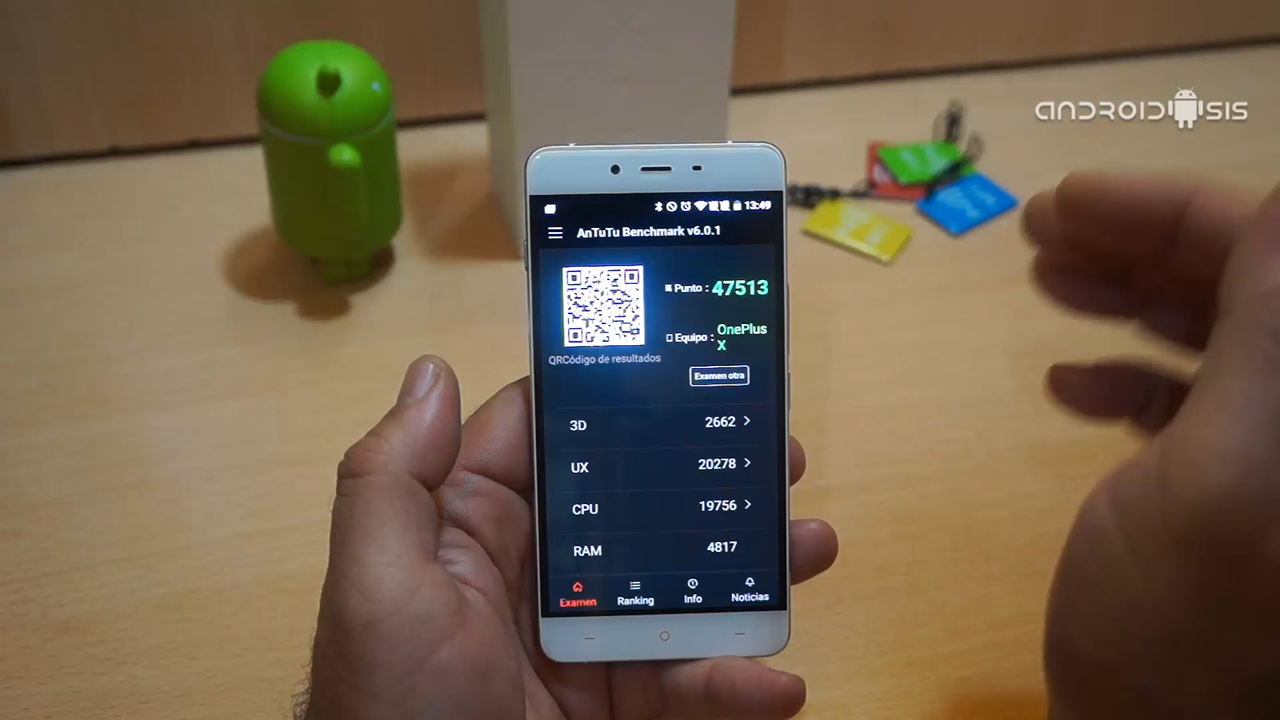 ANDROIDSIS
13:49
AnTuTu Benchmark v6.0.1
Punto : 47513
Equipo : OnePlus
X
QRCódigo de resultados
Examen otra
3D 2662
UX 20278
CPU 19756
RAM 4817
Examen Ranking Info Noticias